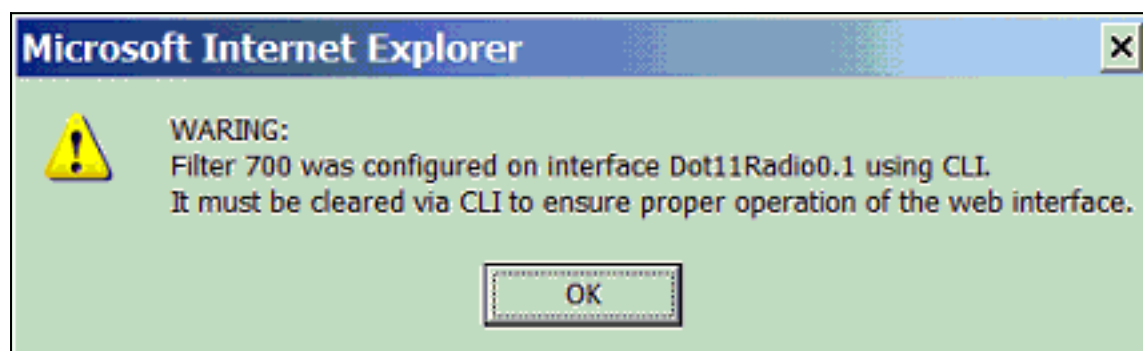 Microsoft Internet Explorer
WARING:
Filter 700 was configured on interface Dot11Radio0.1 using CLI.
It must be cleared via CLI to ensure proper operation of the web interface.
OK